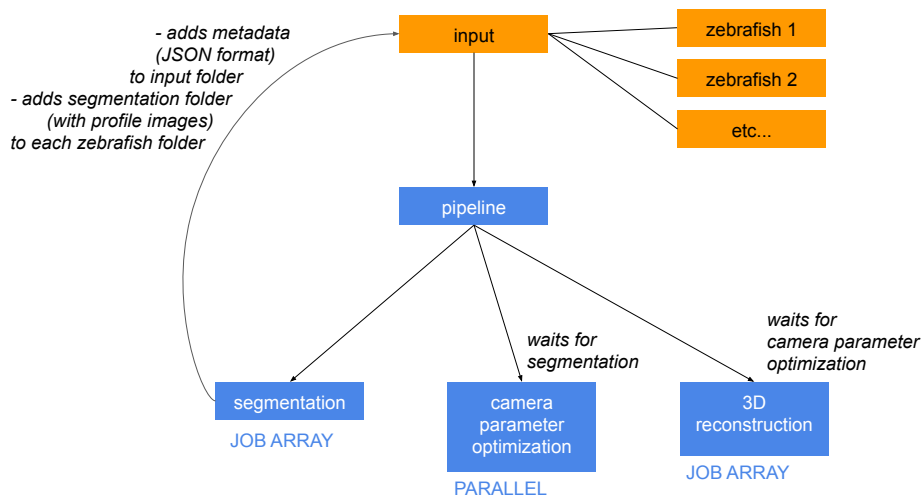 - adds metadata
(JSON format)
to input folder
- adds segmentation folder
(with profile images)
to each zebrafish folder
input
zebrafish 1
zebrafish 2
etc...
pipeline
waits for
segmentation
waits for
camera parameter
optimization
segmentation
JOB ARRAY
camera
parameter
optimization
PARALLEL
3D
reconstruction
JOB ARRAY